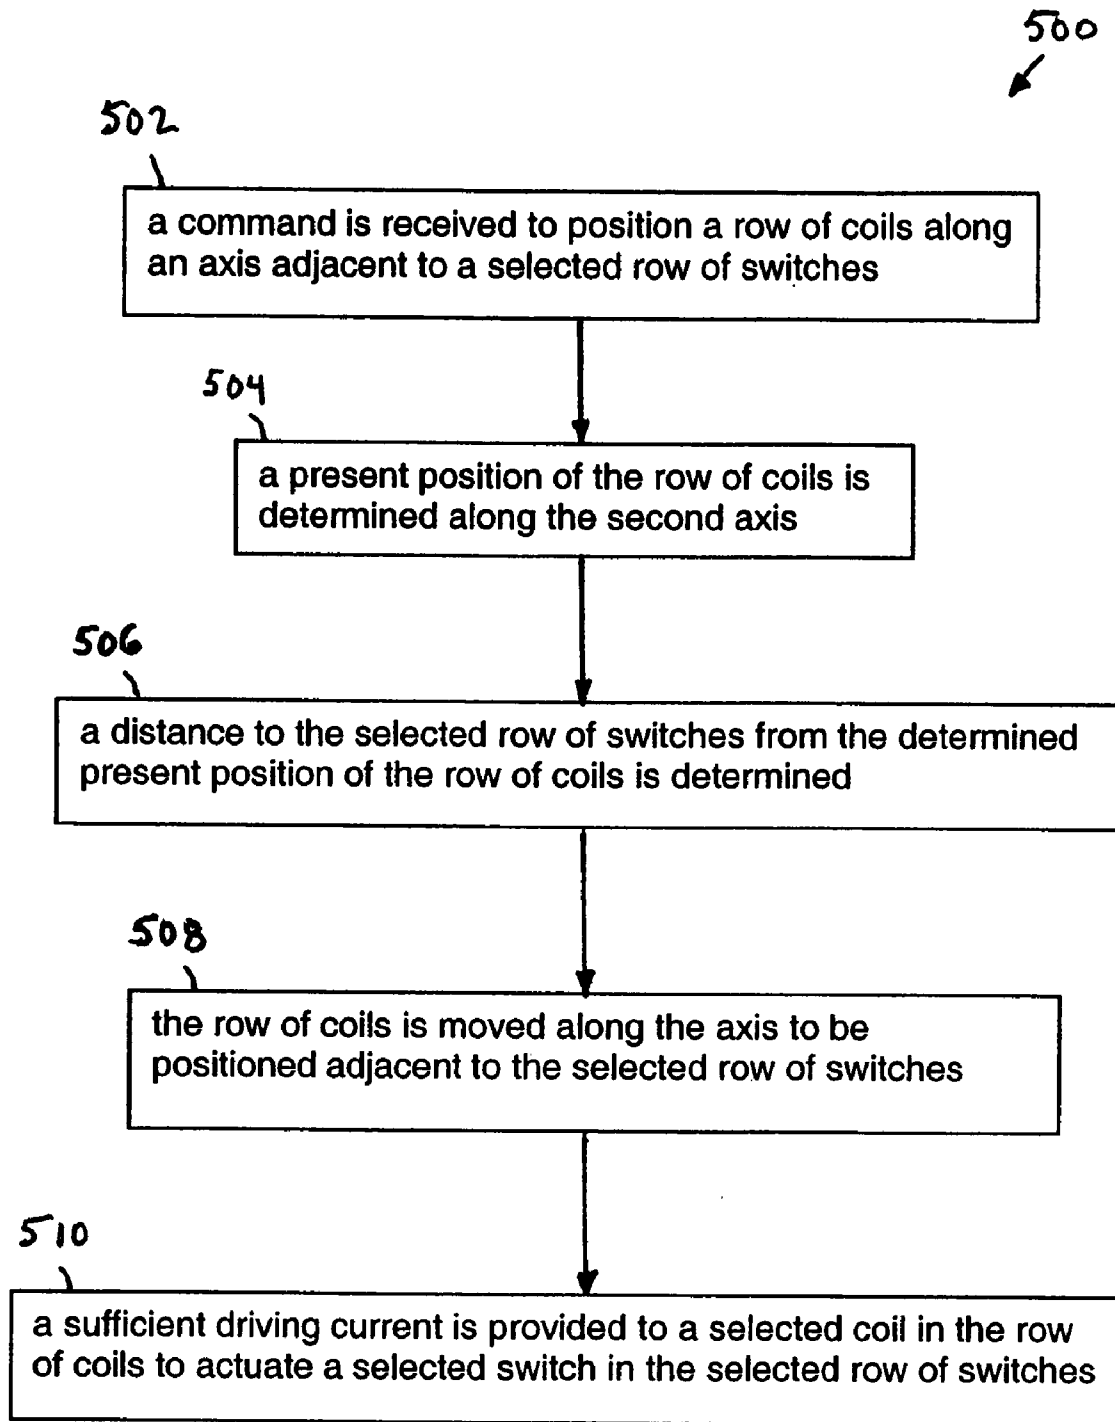 500
502
a command is received to position a row of coils along
an axis adjacent to a selected row of switches
504
a present position of the row of coils is
determined along the second axis
506
a distance to the selected row of switches from the determined
present position of the row of coils is determined
508
the row of coils is moved along the axis to be
positioned adjacent to the selected row of switches
510
a sufficient driving current is provided to a selected coil in the row
of coils to actuate a selected switch in the selected row of switches